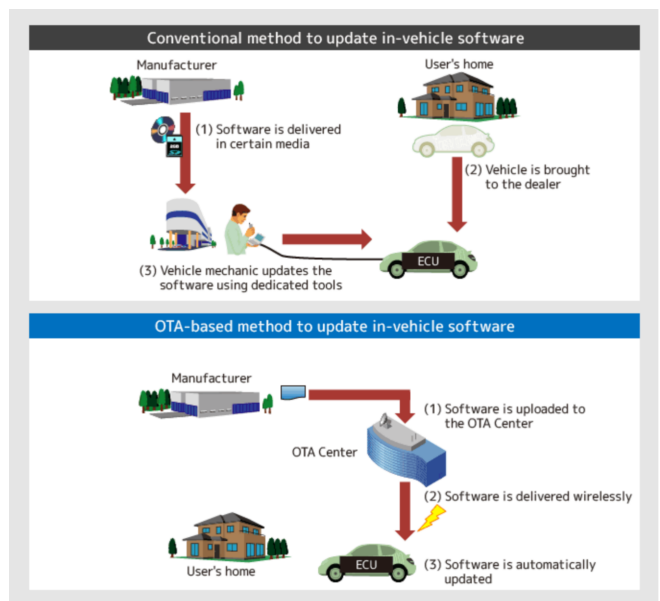 Conventional method to update in-vehicle software
Manufacturer
User's home
(1) Software is delivered
in certain media
(2) Vehicle is brought
to the dealer
ECU
(3) Vehicle mechanic updates the
software using dedicated tools
OTA-based method to update in-vehicle software
Manufacturer
(1) Software is uploaded to
the OTA Center
OTA Center
(2) Software is delivered wirelessly
User's home
ECU
(3) Software is automatically
updated